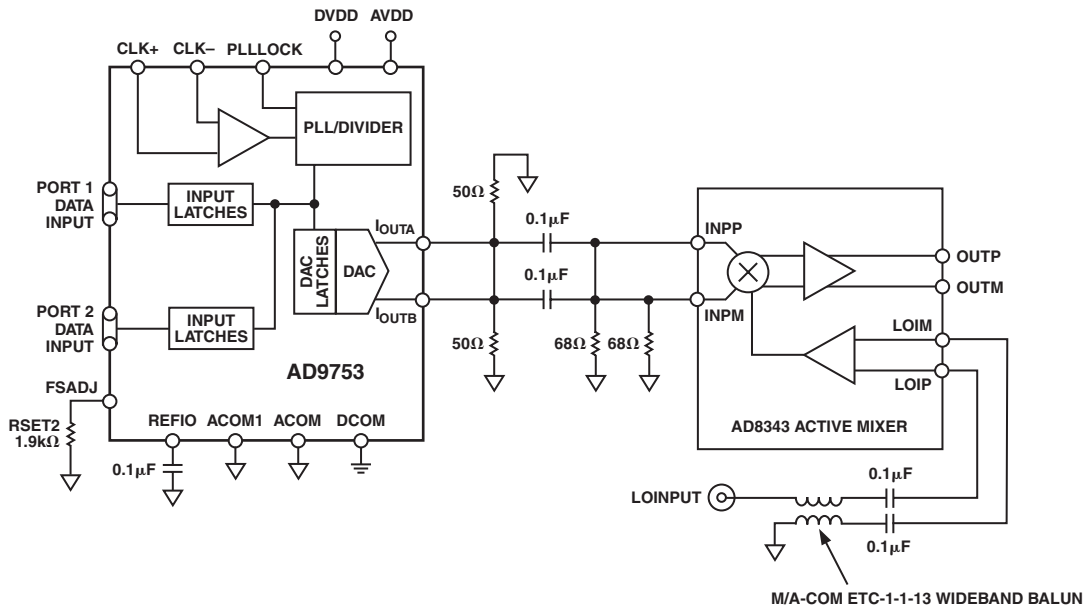 DVDD AVDD
CLK+ CLK– PLLLOCK
PLL/DIVIDER
PORT 1
DATA
INPUT
INPUT
LATCHES
50Ω
0.1µF
IOUTA
INPP
DAC
LATCHES
DAC
0.1µF
OUTP
OUTM
IOUTB
INPM
PORT 2
DATA
INPUT
INPUT
LATCHES
50Ω
68Ω
68Ω
LOIM
LOIP
AD9753
FSADJ
RSET2
1.9kΩ
REFIO ACOM1 ACOM DCOM
0.1µF
AD8343 ACTIVE MIXER
LOINPUT
0.1µF
0.1µF
M/A-COM ETC-1-1-13 WIDEBAND BALUN